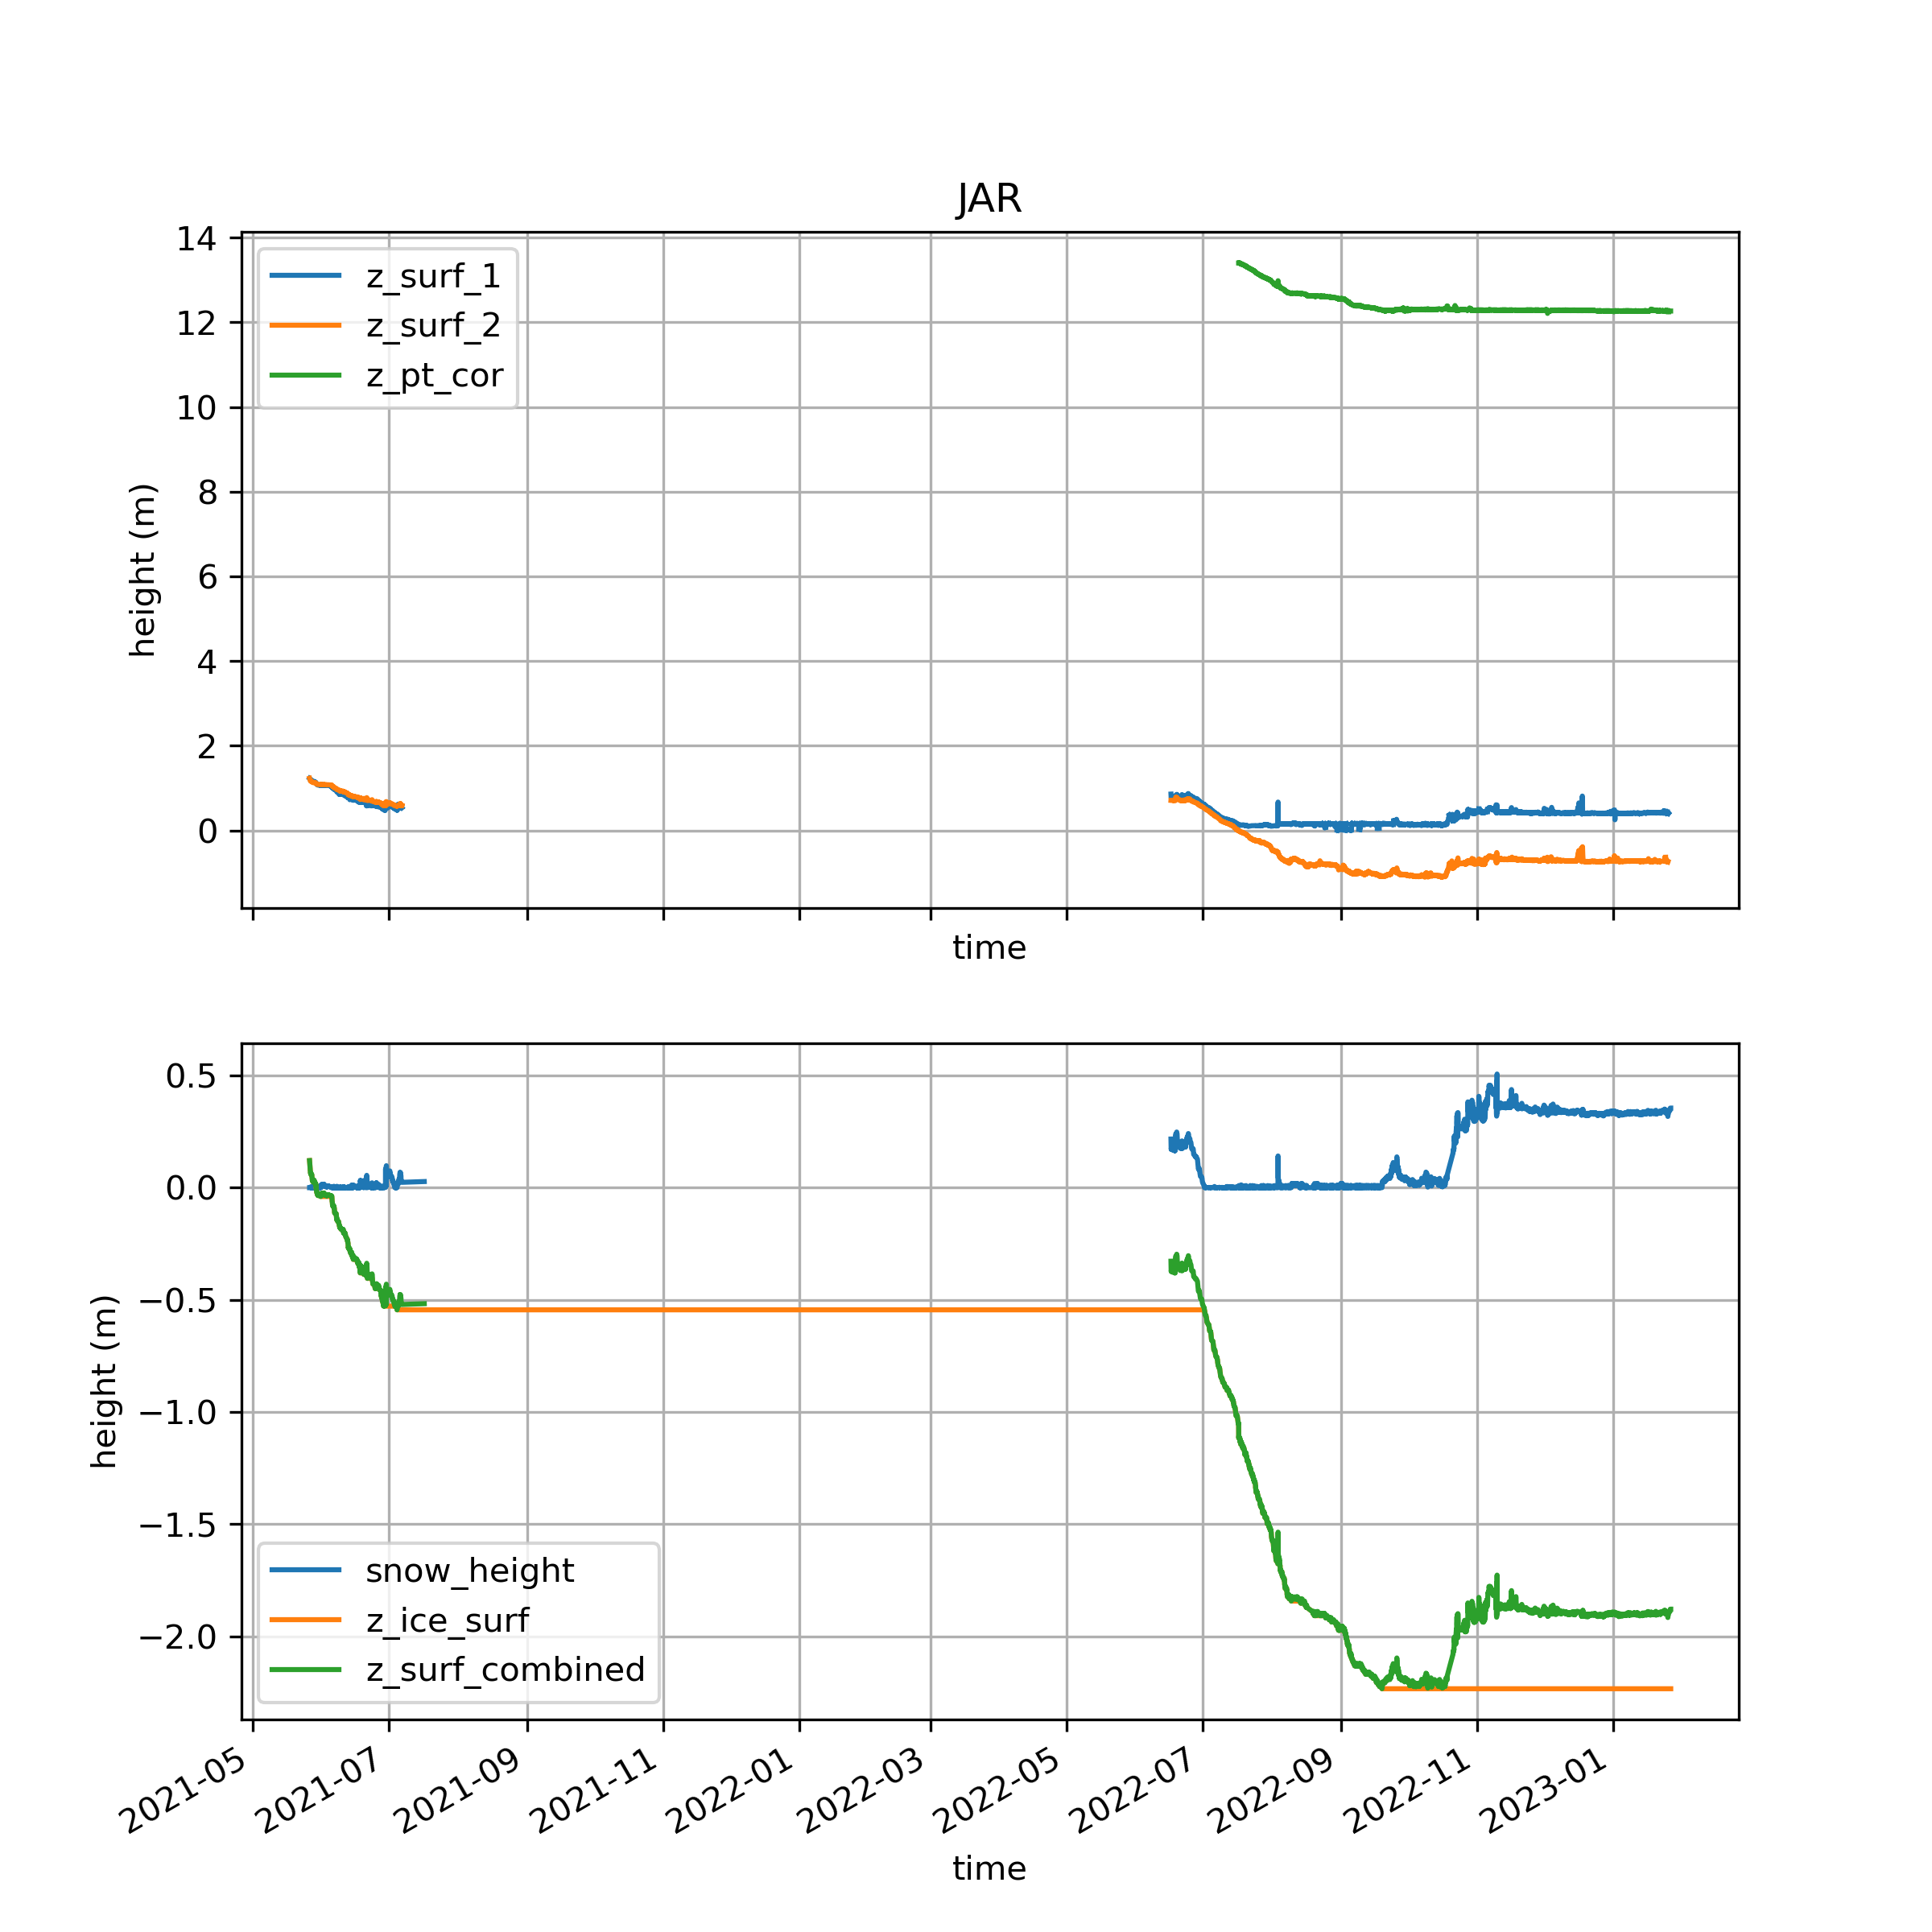 JAR
14
12
10
8
6
4
2
0
height (m)
z_surf_1
z_surf_2
z_pt_cor
time
0.5
0.0
−0.5
−1.0
−1.5
−2.0
height (m)
snow_height
z_ice_surf
z_surf_combined
2021-05
2021-07
2021-09
2021-11
2022-01
2022-03
2022-05
2022-07
2022-09
2022-11
2023-01
time